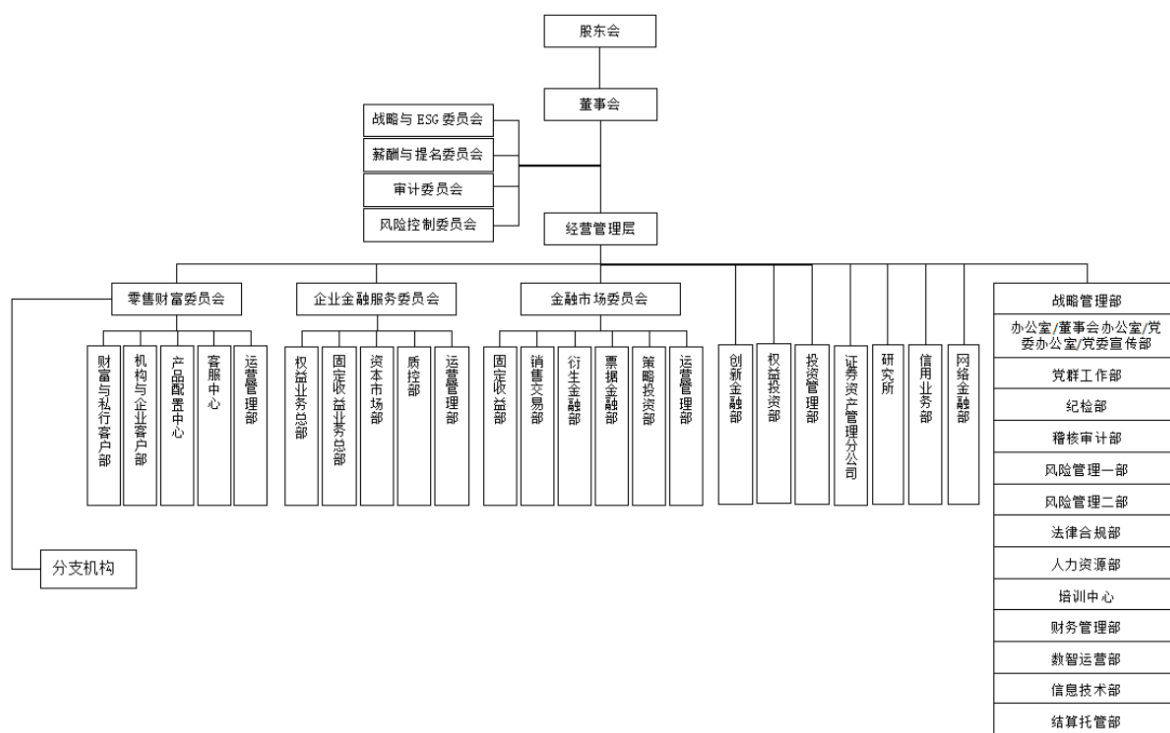 股东会
董事会
战略与ESG委员会
薪酬与提名委员会
审计委员会
风险控制委员会
经营管理层
零售财富委员会
企业金融服务委员会
金融市场委员会
财富与私行客户部
机构与企业客户部
产品配置中心
客服中心
运营管理部
权益业务总部
固定收益业务总部
资本市场部
质控部
运营管理部
固定收益部
销售交易部
衍生金融部
票据金融部
策略投资部
运营管理部
创新金融部
权益投资部
投资管理部
证券资产管理分公司
研究所
信用业务部
网络金融部
战略管理部
办公室/董事会办公室/党
委办公室/党委宣传部
党群工作部
纪检部
稽核审计部
风险管理一部
风险管理二部
法律合规部
人力资源部
培训中心
财务管理部
数智运营部
信息技术部
结算托管部
分支机构